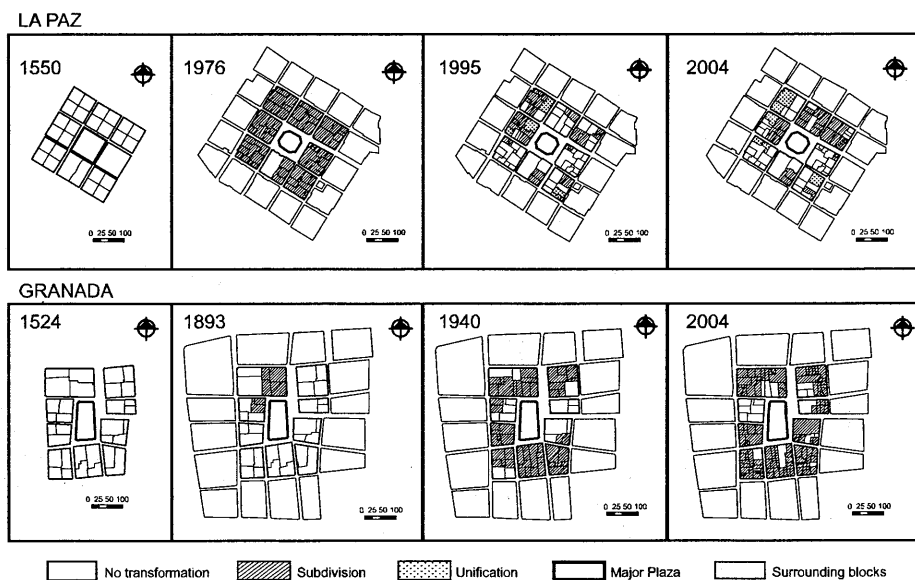 LA PAZ
1550 1976 1995 2004
0 25 50 100 0 25 50 100 0 25 50 100 0 25 50 100
GRANADA
1524 1893 1940 2004
0 25 50 100 0 25 50 100 0 25 50 100 0 25 50 100
No transformation Subdivision Unification Major Plaza Surrounding blocks